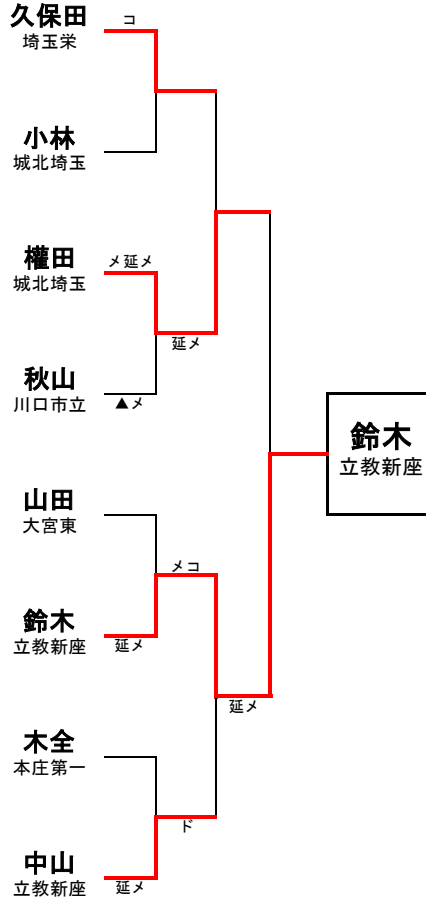 久保田
埼玉栄
コ
小林
城北埼玉
權田
城北埼玉
メ延メ
延メ
秋山
川口市立
▲メ
鈴木
立教新座
山田
大宮東
メコ
鈴木
立教新座
延メ
延メ
木全
本庄第一
ド
中山
立教新座
延メ